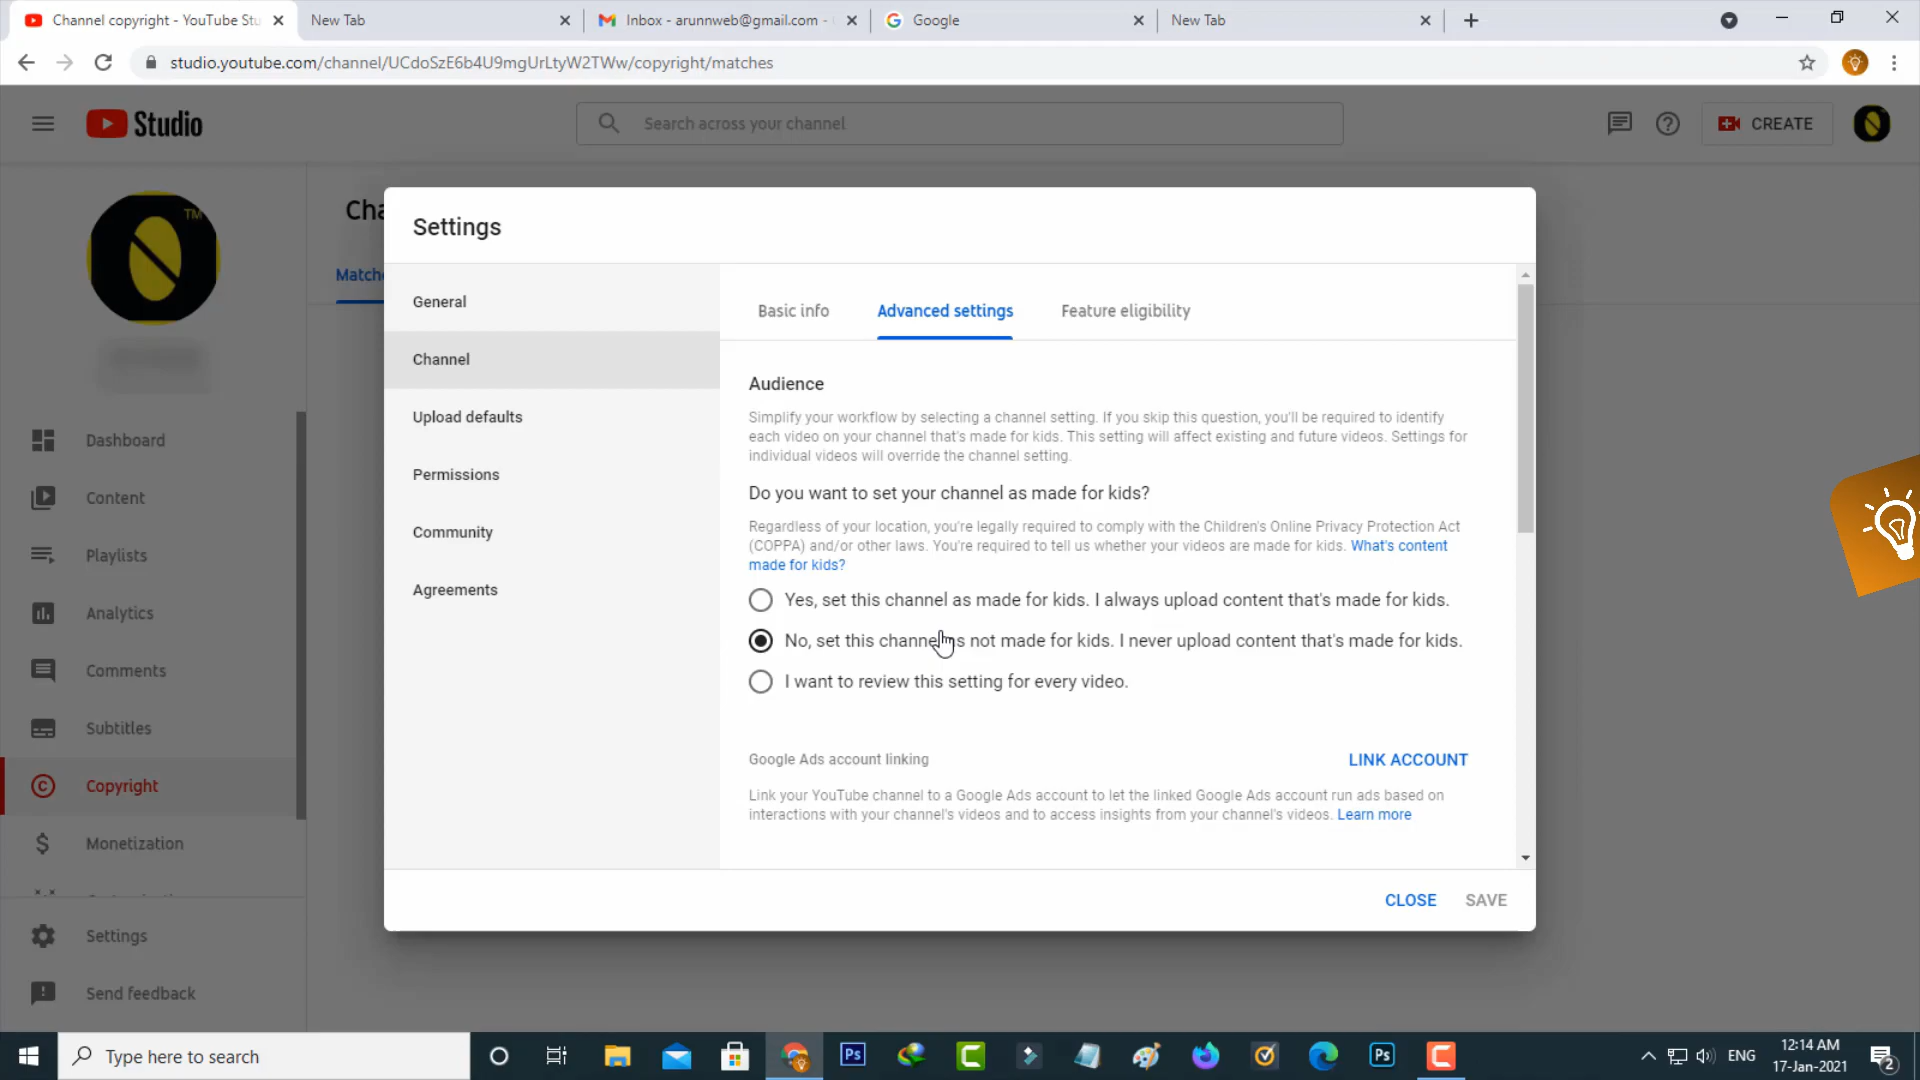 Channel copyright - YouTube Stu
New Tab
Inbox - arunnweb@gmail.com -
Google
New Tab
studio.youtube.com/channel/UCdoSzE6b4U9mgUrLtyW2TWw/copyright/matches
Studio
Search across your channel
CREATE
TM
Cha
Matche
Dashboard
Content
Playlists
Analytics
Comments
Subtitles
Copyright
Monetization
Settings
Send feedback
Settings
General
Channel
Upload defaults
Permissions
Community
Agreements
Basic info
Advanced settings
Feature eligibility
Audience
Simplify your workflow by selecting a channel setting. If you skip this question, you'll be required to identify
each video on your channel that's made for kids. This setting will affect existing and future videos. Settings for
individual videos will override the channel setting.
Do you want to set your channel as made for kids?
Regardless of your location, you're legally required to comply with the Children's Online Privacy Protection Act
(COPPA) and/or other laws. You're required to tell us whether your videos are made for kids. What's content
made for kids?
Yes, set this channel as made for kids. I always upload content that's made for kids.
No, set this channel as not made for kids. I never upload content that's made for kids.
I want to review this setting for every video.
Google Ads account linking
LINK ACCOUNT
Link your YouTube channel to a Google Ads account to let the linked Google Ads account run ads based on
interactions with your channel's videos and to access insights from your channel's videos. Learn more
CLOSE
SAVE
Type here to search
Ps
Ps
ENG
12:14 AM
17-Jan-2021
2